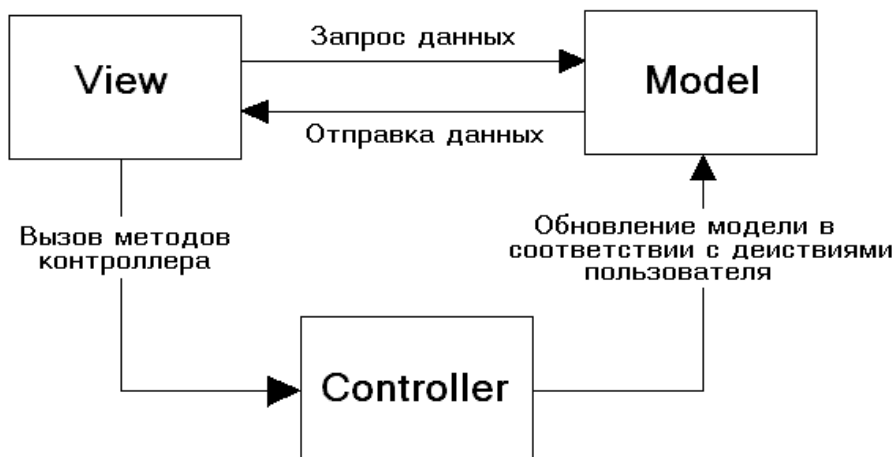 Запрос данных
View
Model
Отправка данных
Вызов методов
контроллера
Обновление модели в
соответствии с деиствиями
пользователя
Controller